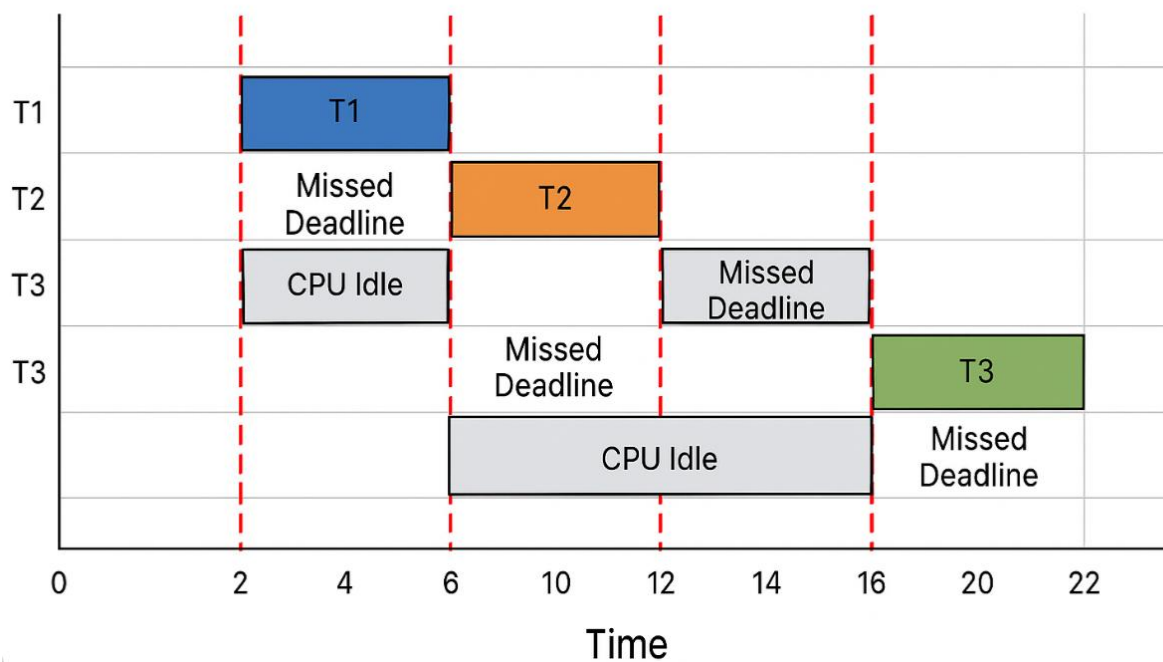 T1
T1
T2
Missed
Deadline
T2
T3
CPU Idle
Missed
Deadline
T3
Missed
Deadline
T3
CPU Idle
Missed
Deadline
0 2 4 6 10 12 14 16 20 22
Time